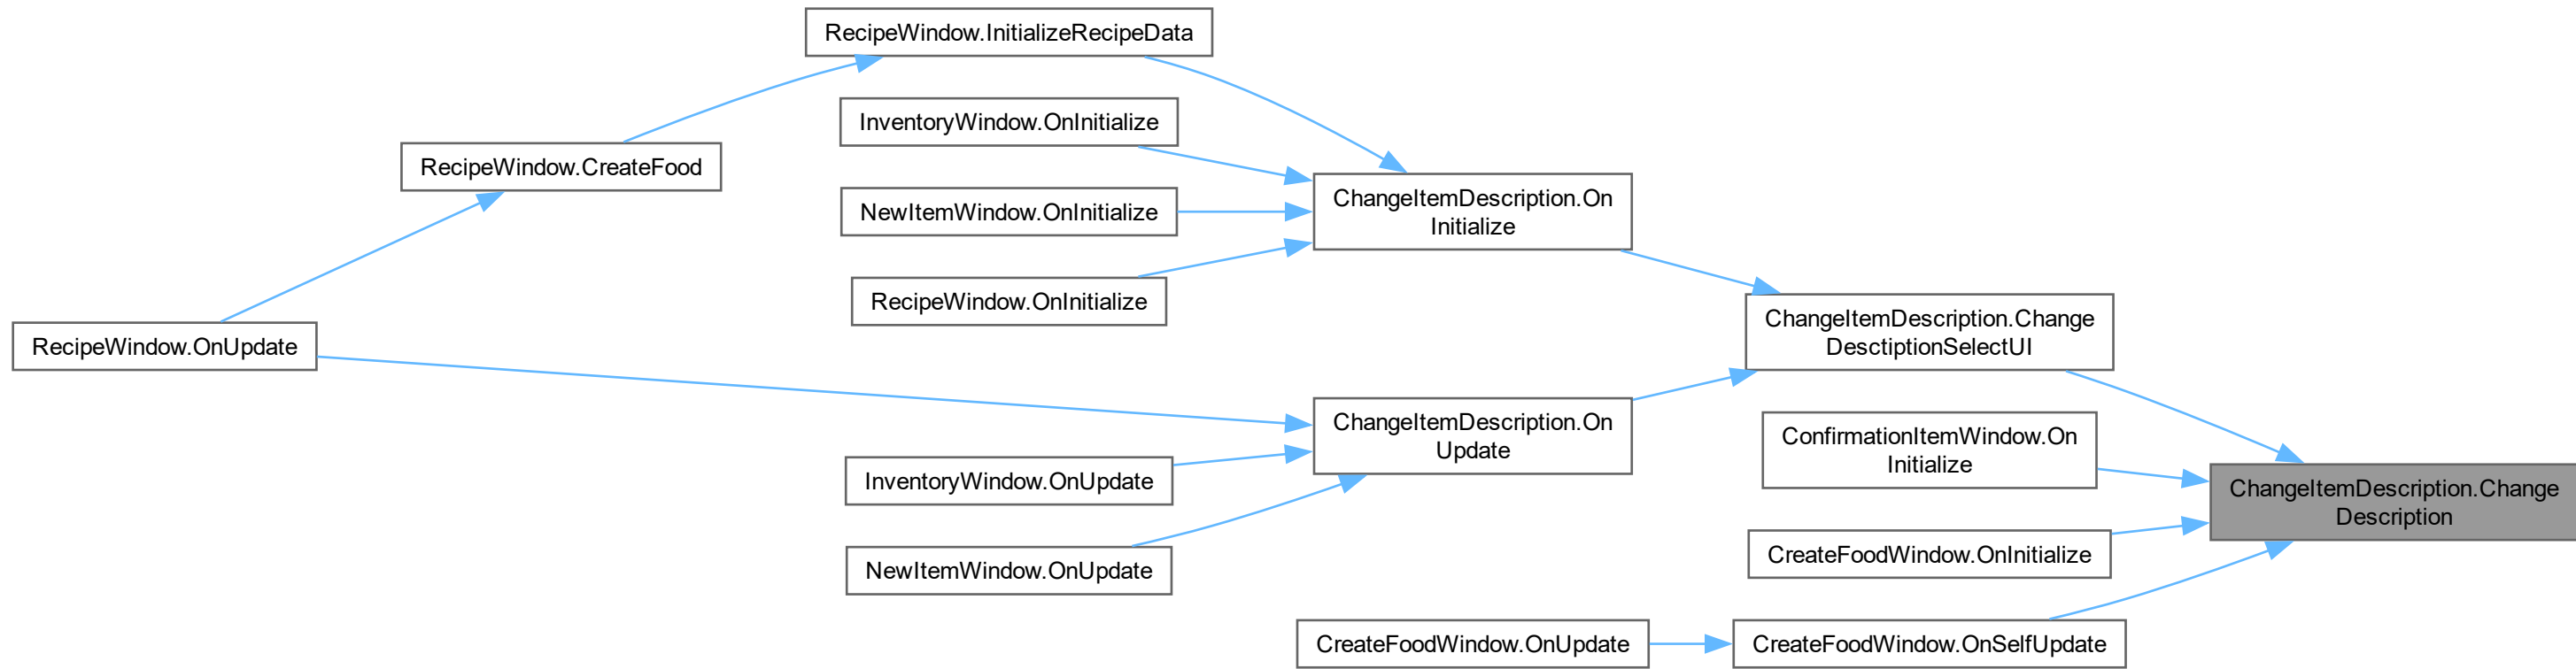 RecipeWindow.InitializeRecipeData
InventoryWindow.OnInitialize
RecipeWindow.CreateFood
NewItemWindow.OnInitialize
ChangeItemDescription.On
Initialize
RecipeWindow.OnInitialize
RecipeWindow.OnUpdate
ChangeItemDescription.Change
DesctiptionSelectUI
ChangeItemDescription.On
Update
ConfirmationItemWindow.On
Initialize
InventoryWindow.OnUpdate
ChangeItemDescription.Change
Description
NewItemWindow.OnUpdate
CreateFoodWindow.OnInitialize
CreateFoodWindow.OnUpdate
CreateFoodWindow.OnSelfUpdate